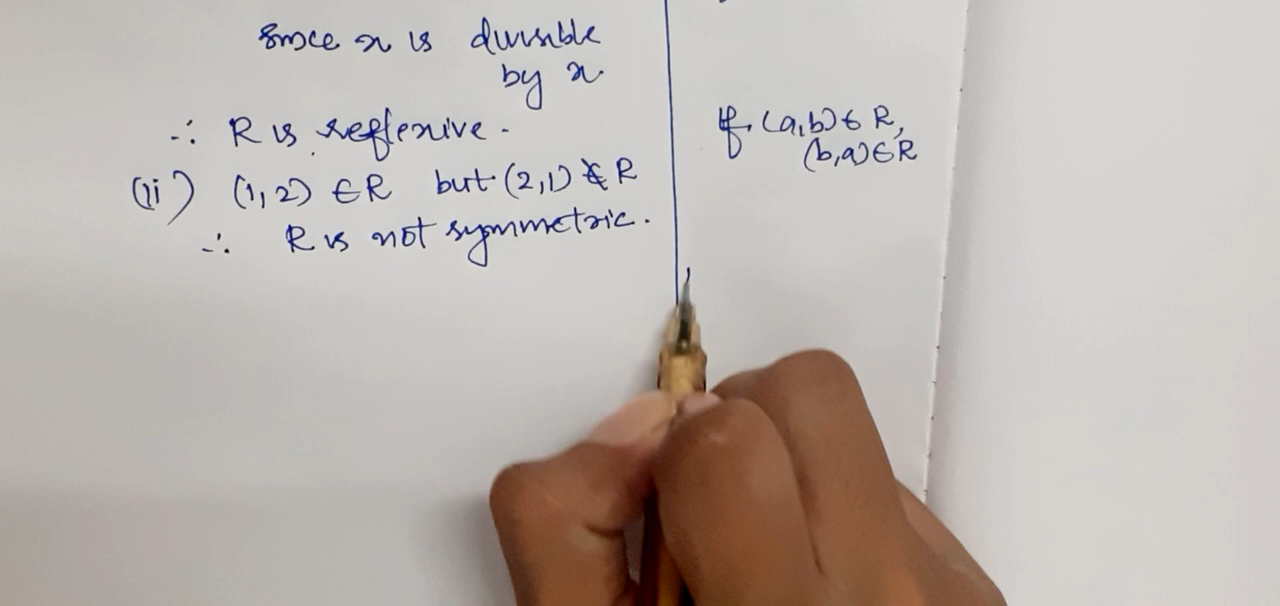 Since x is divisible
by x.
∴ R is reflexive.
(ii) (1,2) ∈ R but (2,1) ∉ R
∴ R is not symmetric.
If (a,b) ∈ R,
(b,a) ∈ R